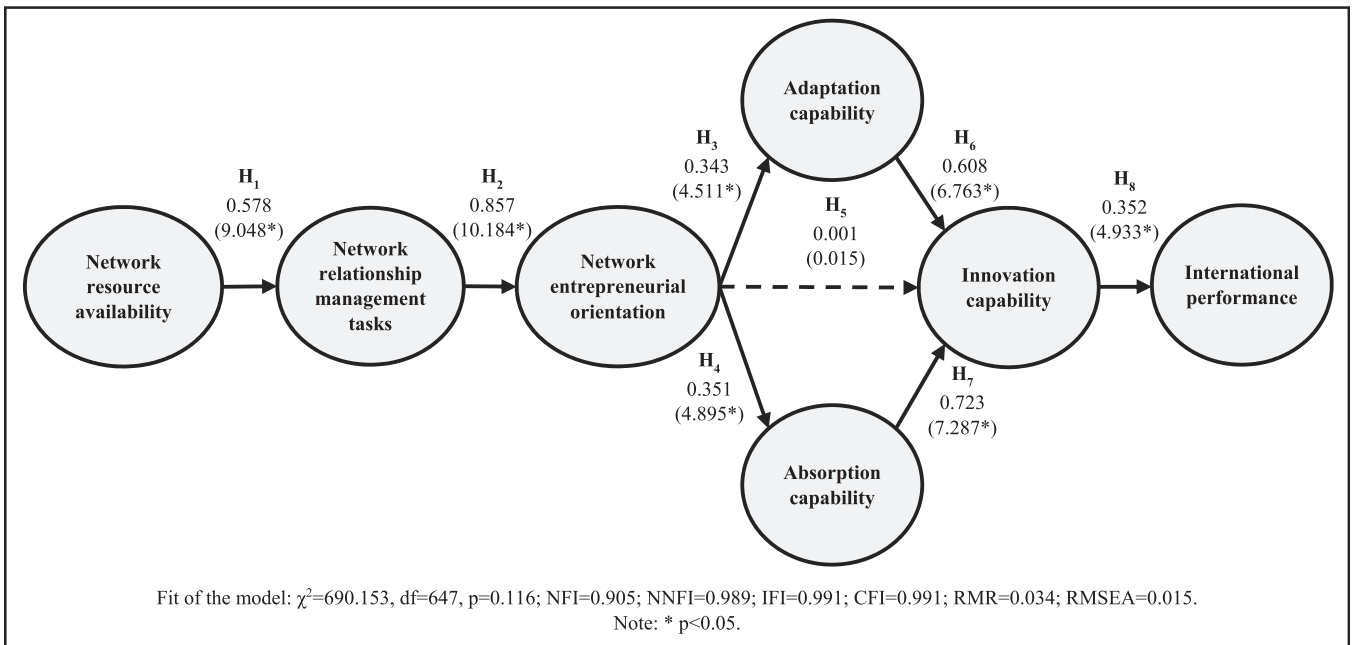 Adaptation
capability
H₃
0.343
(4.511*)
H₆
0.608
(6.763*)
H₁
0.578
(9.048*)
H₂
0.857
(10.184*)
H₅
0.001
(0.015)
H₈
0.352
(4.933*)
Network
resource
availability
Network
relationship
management
tasks
Network
entrepreneurial
orientation
Innovation
capability
International
performance
H₄
0.351
(4.895*)
H₇
0.723
(7.287*)
Absorption
capability
Fit of the model: χ²=690.153, df=647, p=0.116; NFI=0.905; NNFI=0.989; IFI=0.991; CFI=0.991; RMR=0.034; RMSEA=0.015.
Note: * p<0.05.